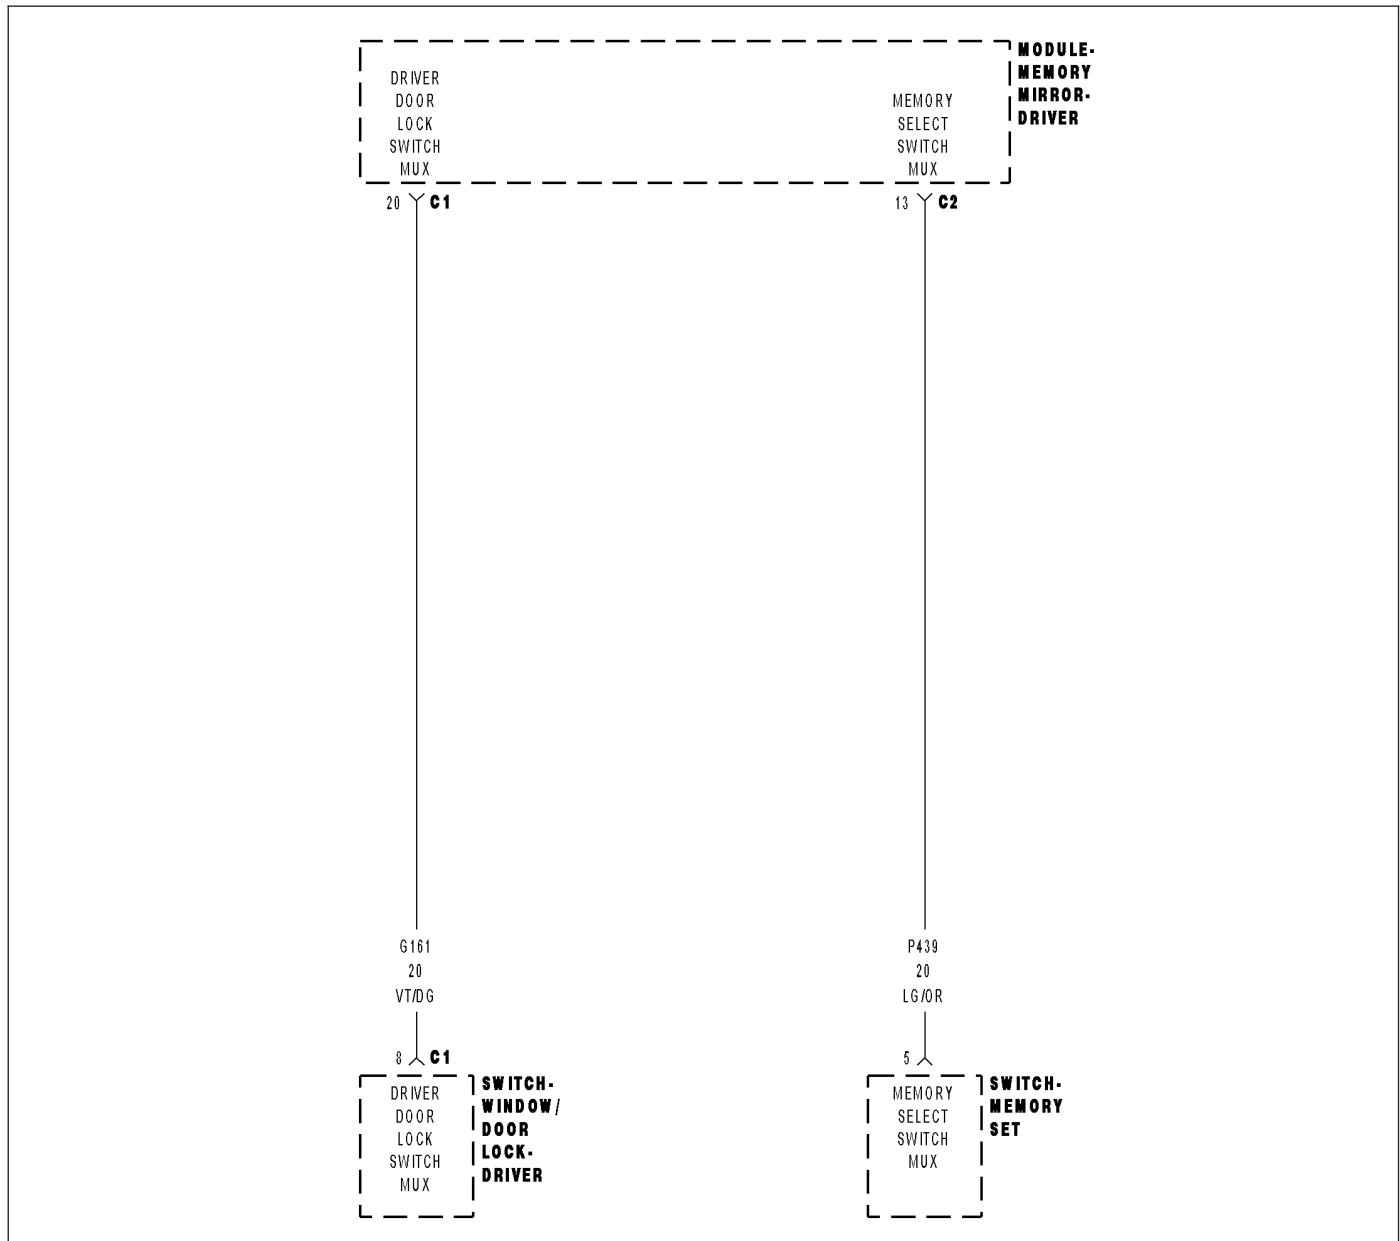 MODULE-
MEMORY
MIRROR-
DRIVER
DRIVER
DOOR
LOCK
SWITCH
MUX
MEMORY
SELECT
SWITCH
MUX
20 C1
13 C2
G161
20
VT/DG
P439
20
LG/OR
8 C1
5
DRIVER
DOOR
LOCK
SWITCH
MUX
SWITCH-
WINDOW/
DOOR
LOCK-
DRIVER
MEMORY
SELECT
SWITCH
MUX
SWITCH-
MEMORY
SET